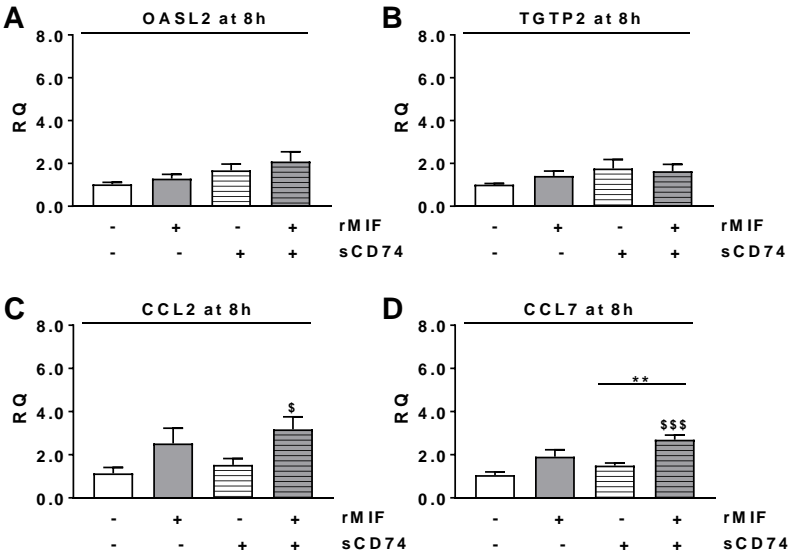 A
OASL2 at 8h
8.0
6.0
4.0
2.0
0.0
RQ
- + - + rMIF
- - + + sCD74
B
TGTP2 at 8h
8.0
6.0
4.0
2.0
0.0
RQ
- + - + rMIF
- - + + sCD74
C
CCL2 at 8h
8.0
6.0
4.0
2.0
0.0
RQ
$
- + - + rMIF
- - + + sCD74
D
CCL7 at 8h
8.0
6.0
4.0
2.0
0.0
RQ
**
$$$
- + - + rMIF
- - + + sCD74